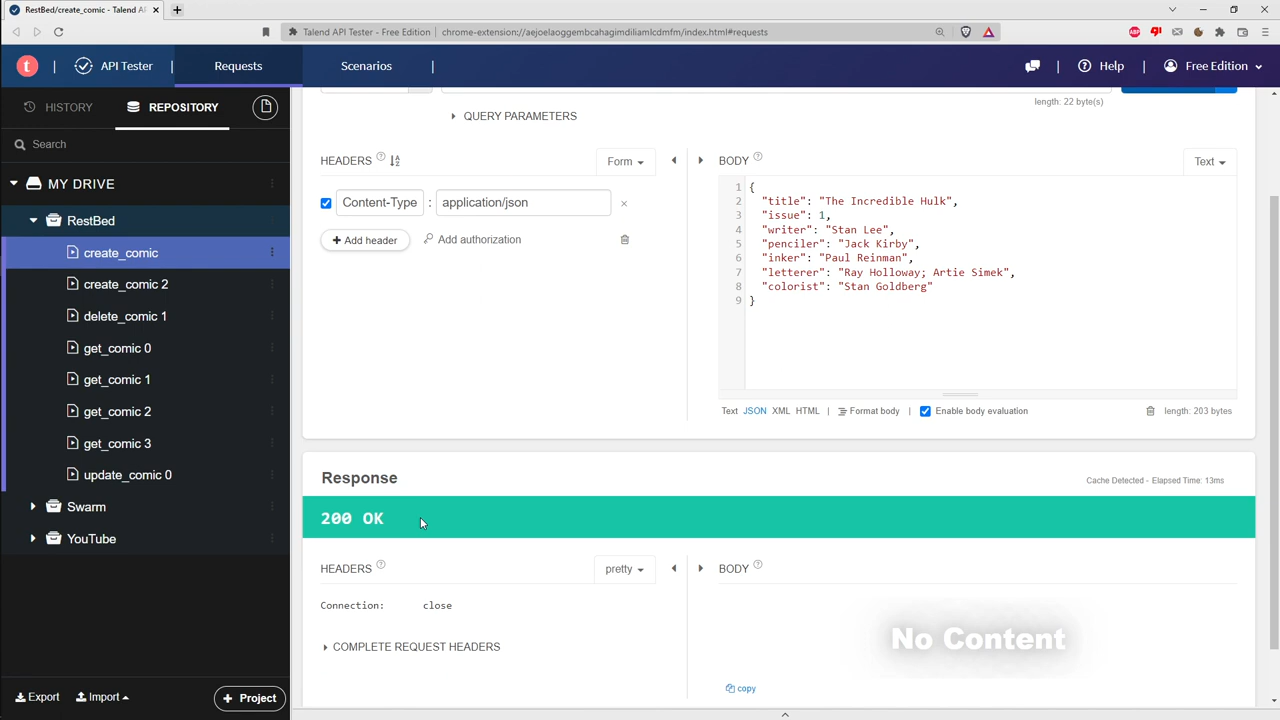 RestBed/create_comic - Talend AF
Talend API Tester - Free Edition | chrome-extension://aejoelaoggembcahagimdiliamlcdmfm/index.html#requests
ABP
t | API Tester | Requests Scenarios | | Help | Free Edition
HISTORY REPOSITORY
Search
MY DRIVE
RestBed
create_comic
create_comic 2
delete_comic 1
get_comic 0
get_comic 1
get_comic 2
get_comic 3
update_comic 0
Swarm
YouTube
Export Import + Project
length: 22 byte(s)
QUERY PARAMETERS
HEADERS ? Form
Content-Type : application/json ×
+ Add header Add authorization
BODY ? Text
1 {
2 "title": "The Incredible Hulk",
3 "issue": 1,
4 "writer": "Stan Lee",
5 "penciler": "Jack Kirby",
6 "inker": "Paul Reinman",
7 "letterer": "Ray Holloway; Artie Simek",
8 "colorist": "Stan Goldberg"
9 }
Text JSON XML HTML | Format body | Enable body evaluation length: 203 bytes
Response
Cache Detected - Elapsed Time: 13ms
200 OK
HEADERS ? pretty
Connection: close
COMPLETE REQUEST HEADERS
BODY ?
No Content
copy